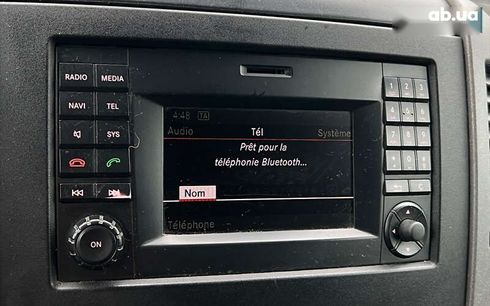 ab.ua
RADIO MEDIA
NAVI TEL
SYS
ON
4:48 TA
Audio Tél Système
Prêt pour la
téléphonie Bluetooth...
Nom
Téléphone
1 2 3
4 5 6
7 8 9